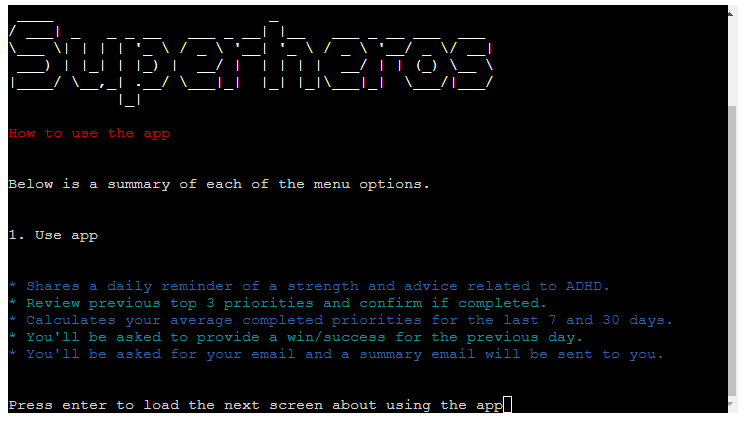 Superheros
How to use the app
Below is a summary of each of the menu options.
1. Use app
* Shares a daily reminder of a strength and advice related to ADHD.
* Review previous top 3 priorities and confirm if completed.
* Calculates your average completed priorities for the last 7 and 30 days.
* You'll be asked to provide a win/success for the previous day.
* You'll be asked for your email and a summary email will be sent to you.
Press enter to load the next screen about using the app